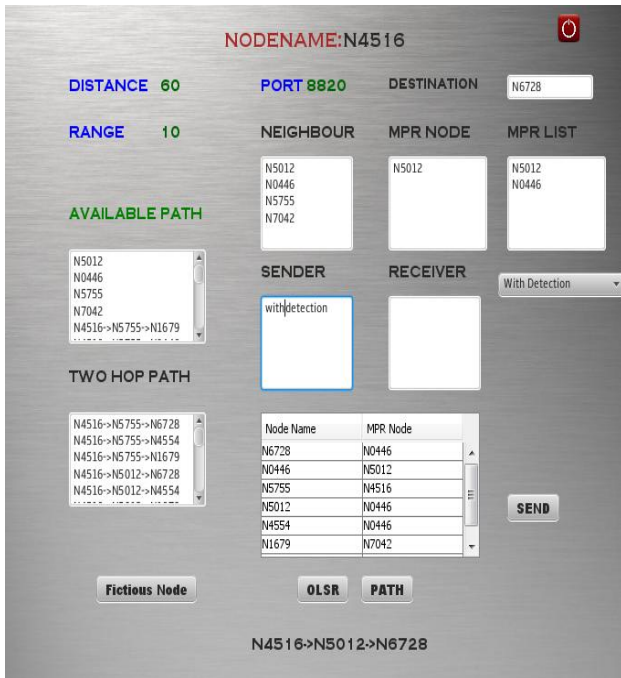 NODENAME:N4516
DISTANCE 60
PORT 8820
DESTINATION
N6728
RANGE 10
NEIGHBOUR
MPR NODE
MPR LIST
N5012
N0446
N5755
N7042
N5012
N5012
N0446
AVAILABLE PATH
N5012
N0446
N5755
N7042
N4516->N5755->N1679
SENDER
RECEIVER
With Detection
withdetection
TWO HOP PATH
N4516->N5755->N6728
N4516->N5755->N4554
N4516->N5755->N1679
N4516->N5012->N6728
N4516->N5012->N4554
Node Name MPR Node
N6728 N0446
N0446 N5012
N5755 N4516
N5012 N0446
N4554 N0446
N1679 N7042
SEND
Fictious Node
OLSR
PATH
N4516->N5012->N6728